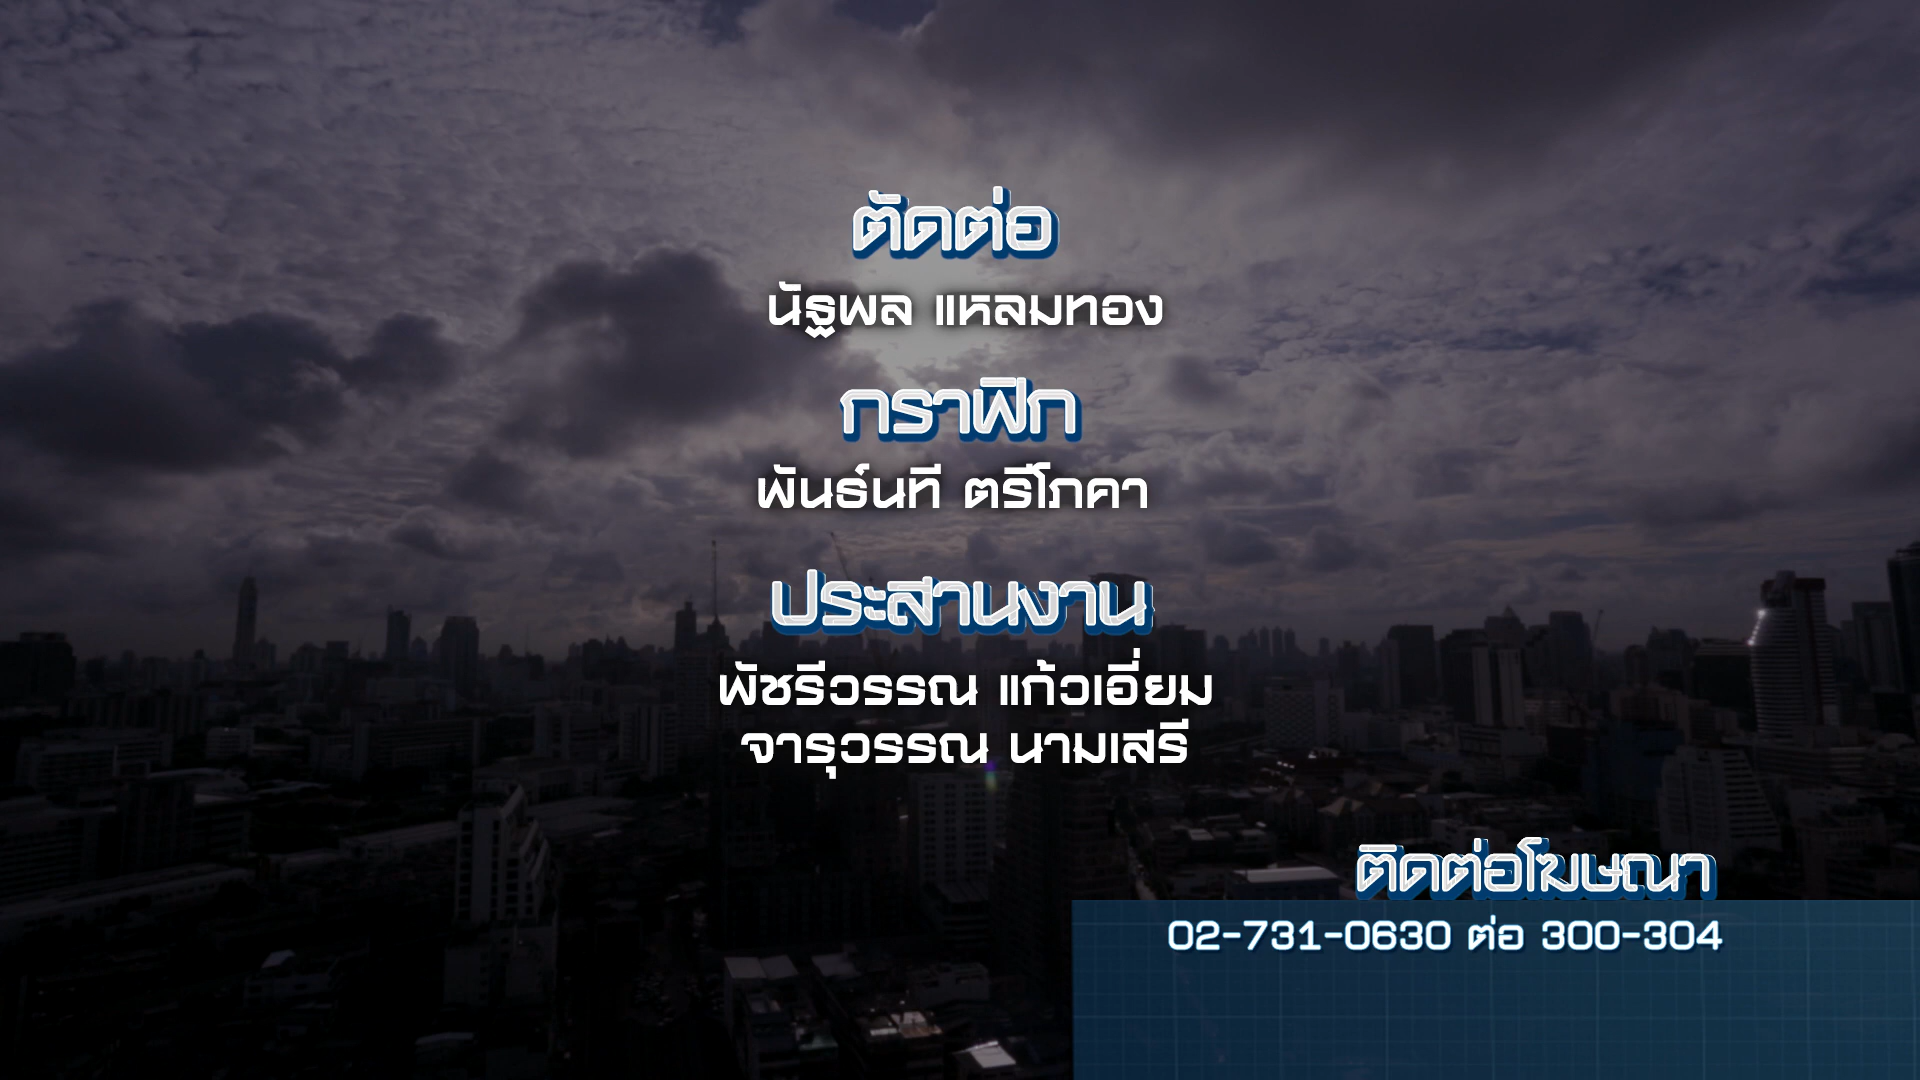 ตัดต่อ
นัฐพล แหลมทอง
กราฟิก
พันธ์นที ตรีโภคา
ประสานงาน
พัชรีวรรณ แก้วเอี่ยม
จารุวรรณ นามเสรี
ติดต่อโฆษณา
02-731-0630 ต่อ 300-304